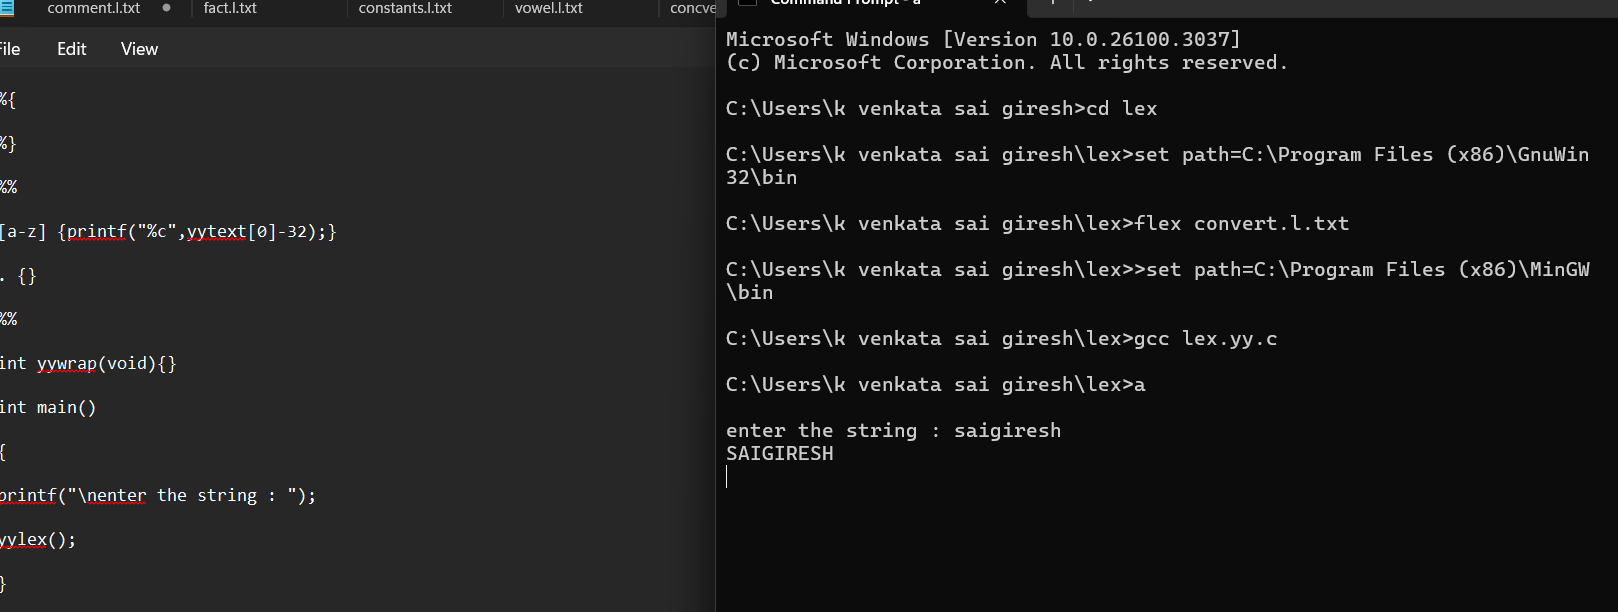 comment.l.txt fact.l.txt constants.l.txt vowel.l.txt
File Edit View
%{
%}
%%
[a-z] {printf("%c",yytext[0]-32);}
. {}
%%
int yywrap(void){}
int main()
{
printf("\nenter the string : ");
yylex();
}
Command Prompt - a
Microsoft Windows [Version 10.0.26100.3037]
(c) Microsoft Corporation. All rights reserved.
C:\Users\k venkata sai giresh>cd lex
C:\Users\k venkata sai giresh\lex>set path=C:\Program Files (x86)\GnuWin
32\bin
C:\Users\k venkata sai giresh\lex>flex convert.l.txt
C:\Users\k venkata sai giresh\lex>>set path=C:\Program Files (x86)\MinGW
\bin
C:\Users\k venkata sai giresh\lex>gcc lex.yy.c
C:\Users\k venkata sai giresh\lex>a
enter the string : saigiresh
SAIGIRESH